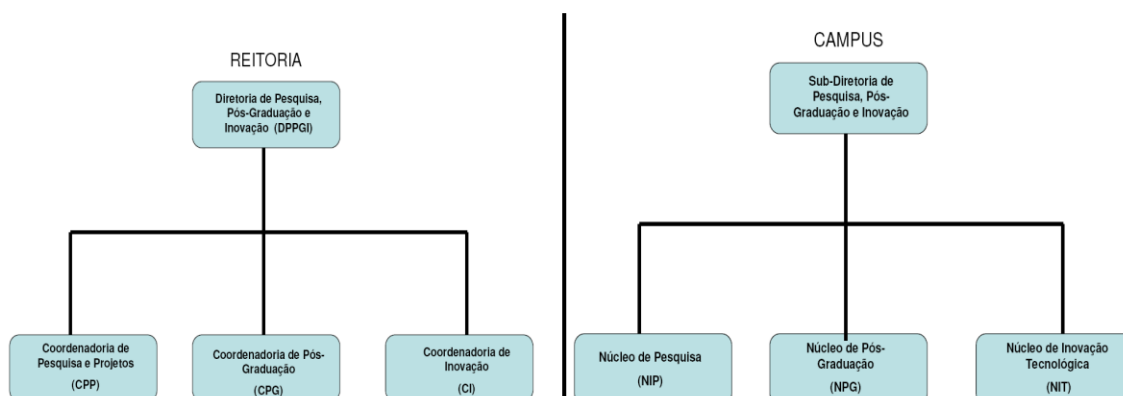 REITORIA
Diretoria de Pesquisa,
Pós-Graduação e
Inovação (DPPGI)
Coordenadoria de
Pesquisa e Projetos
(CPP)
Coordenadoria de Pós-
Graduação
(CPG)
Coordenadoria de
Inovação
(CI)
CAMPUS
Sub-Diretoria de
Pesquisa, Pós-
Graduação e Inovação
Núcleo de Pesquisa
(NIP)
Núcleo de Pós-
Graduação
(NPG)
Núcleo de Inovação
Tecnológica
(NIT)